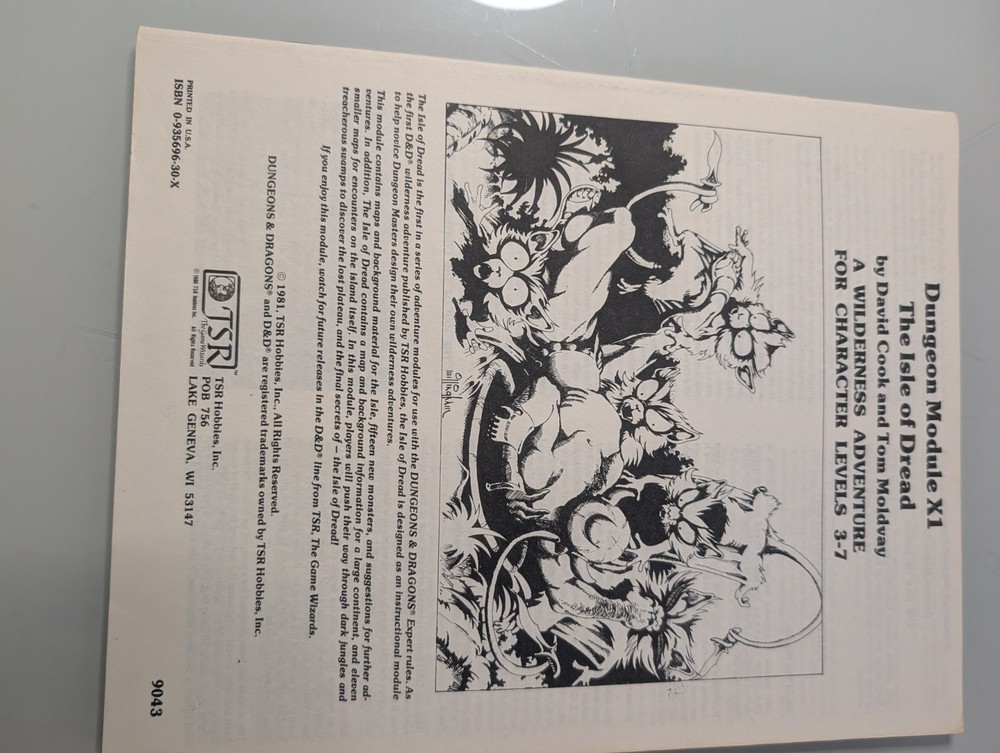 Dungeon Module X1
The Isle of Dread
by David Cook and Tom Moldvay
A WILDERNESS ADVENTURE
FOR CHARACTER LEVELS 3-7
The Isle of Dread is the first in a series of adventure modules for use with the DUNGEONS & DRAGONS® Expert rules. As
the first D&D® wilderness adventure published by TSR Hobbies, the Isle of Dread is designed as an instructional module
to help novice Dungeon Masters design their own wilderness adventures.
This module contains maps and background material for the Isle, fifteen new monsters, and suggestions for further ad-
ventures. In addition, The Isle of Dread contains a map and background information for a large continent, and eleven
smaller maps for encounters on the Island itself. In this module, players will push their way through dark jungles and
treacherous swamps to discover the lost plateau, and the final secrets of — the Isle of Dread!
If you enjoy this module, watch for future releases in the D&D® line from TSR, The Game Wizards.
© 1981, TSR Hobbies, Inc., All Rights Reserved.
DUNGEONS & DRAGONS® and D&D® are registered trademarks owned by TSR Hobbies, Inc.
TSR™
The Game Wizards
© 1980 TSR Hobbies Inc. All Rights Reserved
TSR Hobbies, Inc.
POB 756
LAKE GENEVA, WI 53147
PRINTED IN U.S.A.
ISBN 0-935696-30-X
9043